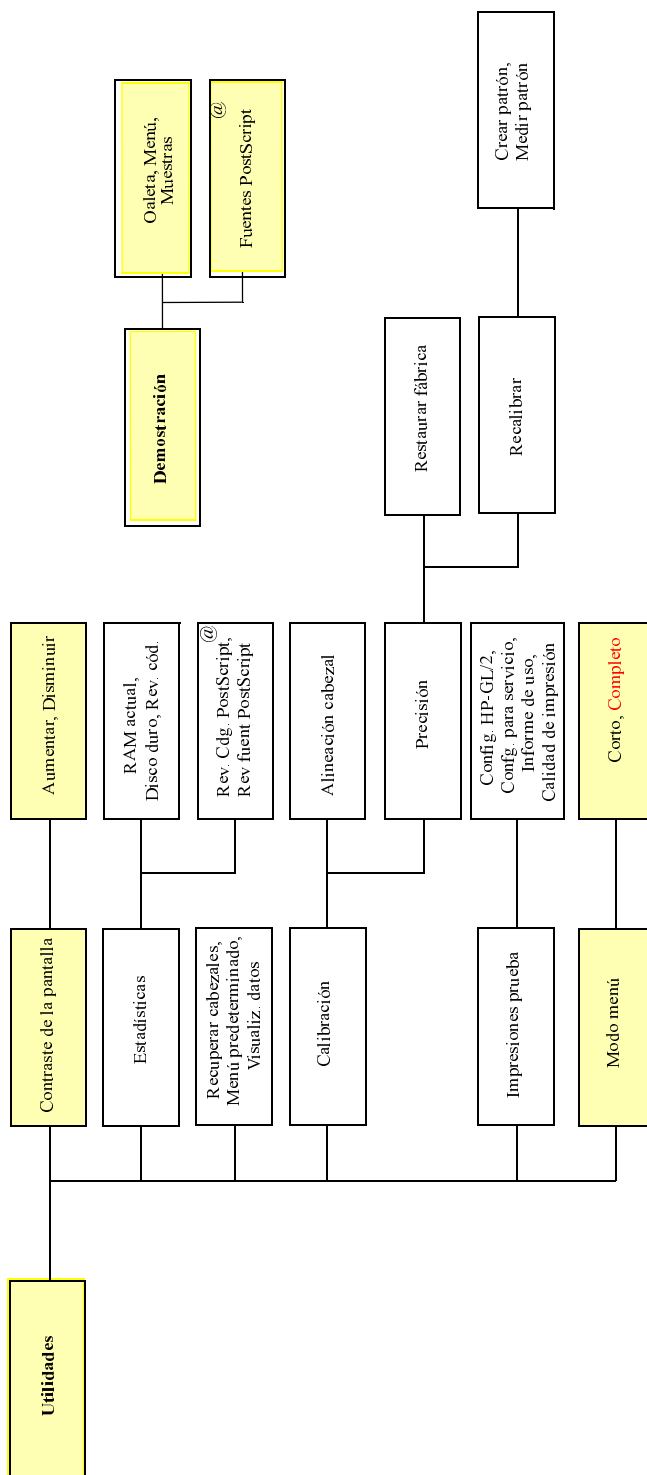 Utilidades
Contraste de la pantalla
Aumentar, Disminuir
Estadísticas
RAM actual,
Disco duro, Rev. cód.
@
Rev. Cdg. PostScript,
Rev fuent PostScript
Recuperar cabezales,
Menú predeterminado,
Visualiz. datos
Calibración
Alineación cabezal
Precisión
Restaurar fábrica
Recalibrar
Crear patrón,
Medir patrón
Impresiones prueba
Config. HP-GL/2,
Confg. para servicio,
Informe de uso,
Calidad de impresión
Modo menú
Corto, Completo
Demostración
Oaleta, Menú,
Muestras
@
Fuentes PostScript